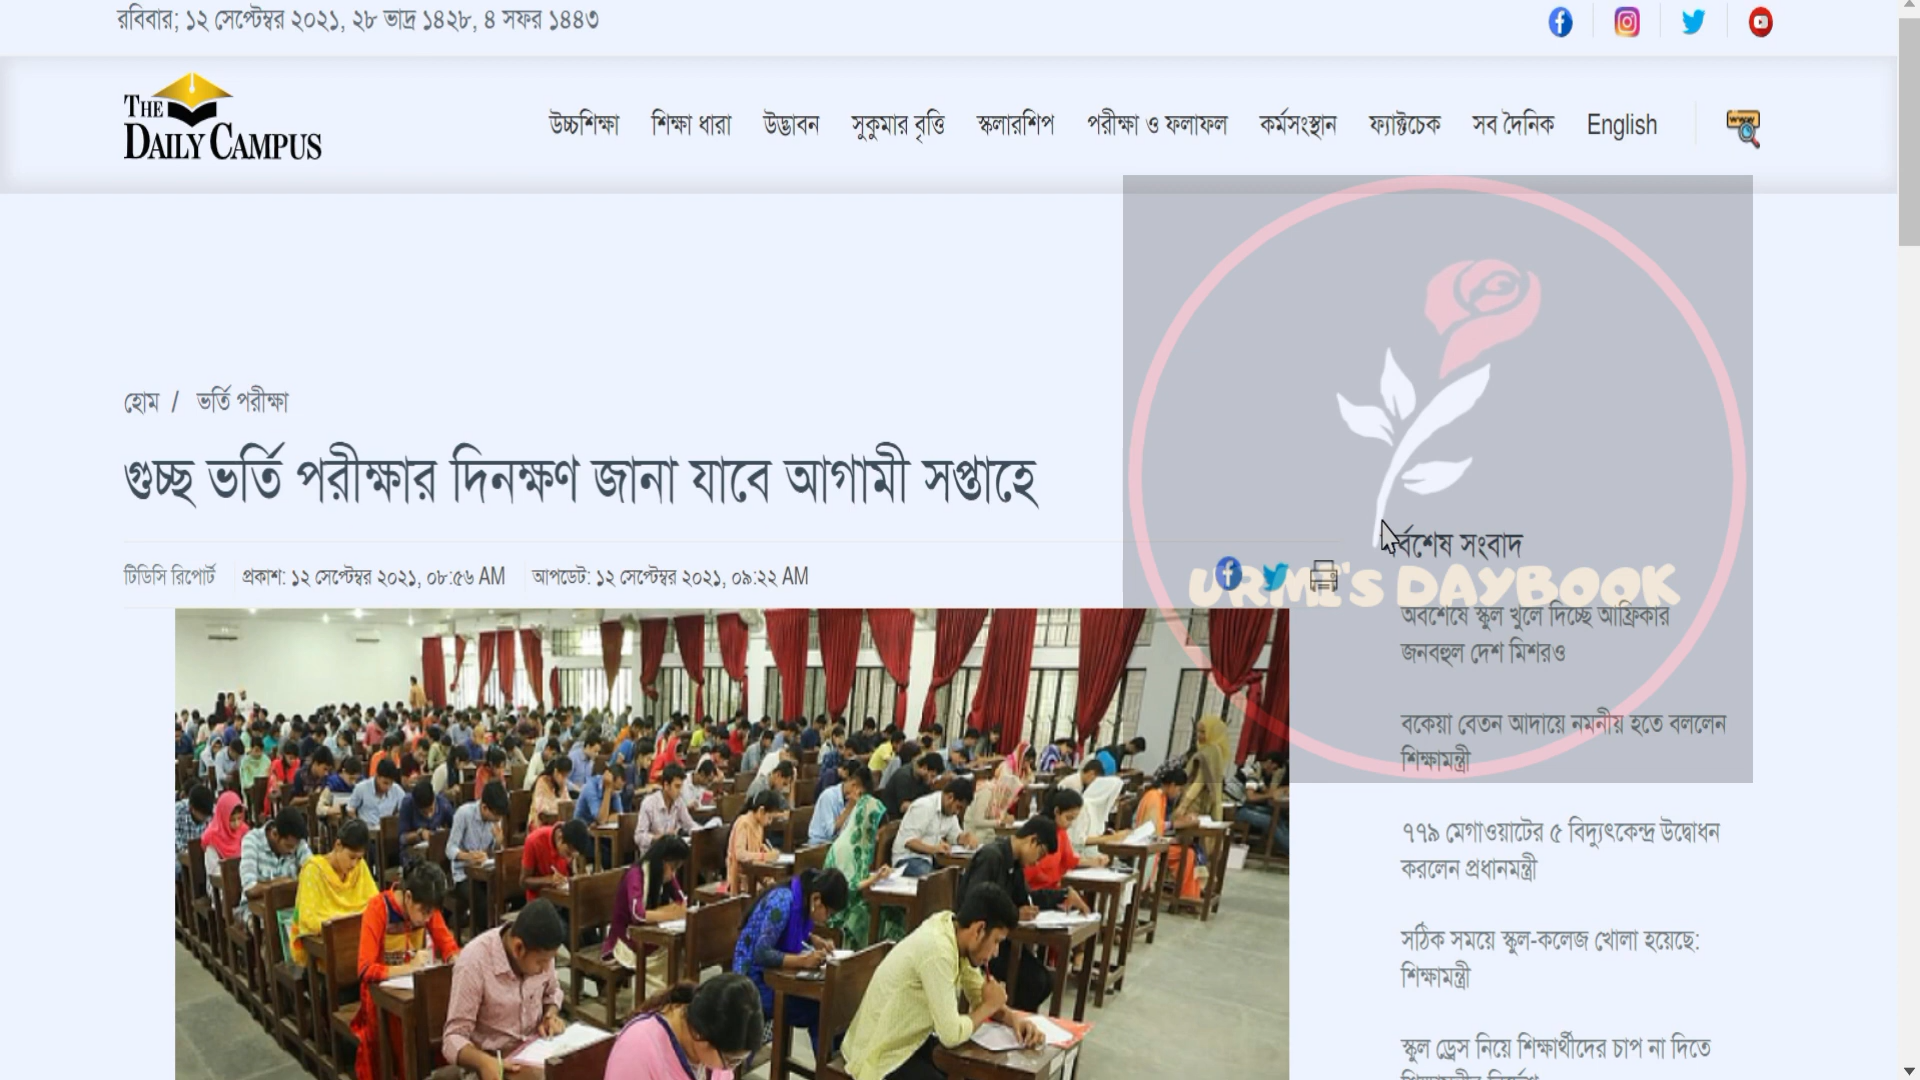 রবিবার; ১২ সেপ্টেম্বর ২০২১, ২৮ ভাদ্র ১৪২৮, ৪ সফর ১৪৪৩
THE
DAILY CAMPUS
উচ্চশিক্ষা শিক্ষা ধারা উদ্ভাবন সুকুমার বৃত্তি স্কলারশিপ পরীক্ষা ও ফলাফল কর্মসংস্থান ফ্যাক্টচেক সব দৈনিক English
www
হোম / ভর্তি পরীক্ষা
গুচ্ছ ভর্তি পরীক্ষার দিনক্ষণ জানা যাবে আগামী সপ্তাহে
টিডিসি রিপোর্ট প্রকাশ: ১২ সেপ্টেম্বর ২০২১, ০৮:৫৬ AM আপডেট: ১২ সেপ্টেম্বর ২০২১, ০৯:২২ AM
সর্বশেষ সংবাদ
URMI'S DAYBOOK
অবশেষে স্কুল খুলে দিচ্ছে আফ্রিকার
জনবহুল দেশ মিশরও
বকেয়া বেতন আদায়ে নমনীয় হতে বললেন
শিক্ষামন্ত্রী
৭৭৯ মেগাওয়াটের ৫ বিদ্যুৎকেন্দ্র উদ্বোধন
করলেন প্রধানমন্ত্রী
সঠিক সময়ে স্কুল-কলেজ খোলা হয়েছে:
শিক্ষামন্ত্রী
স্কুল ড্রেস নিয়ে শিক্ষার্থীদের চাপ না দিতে